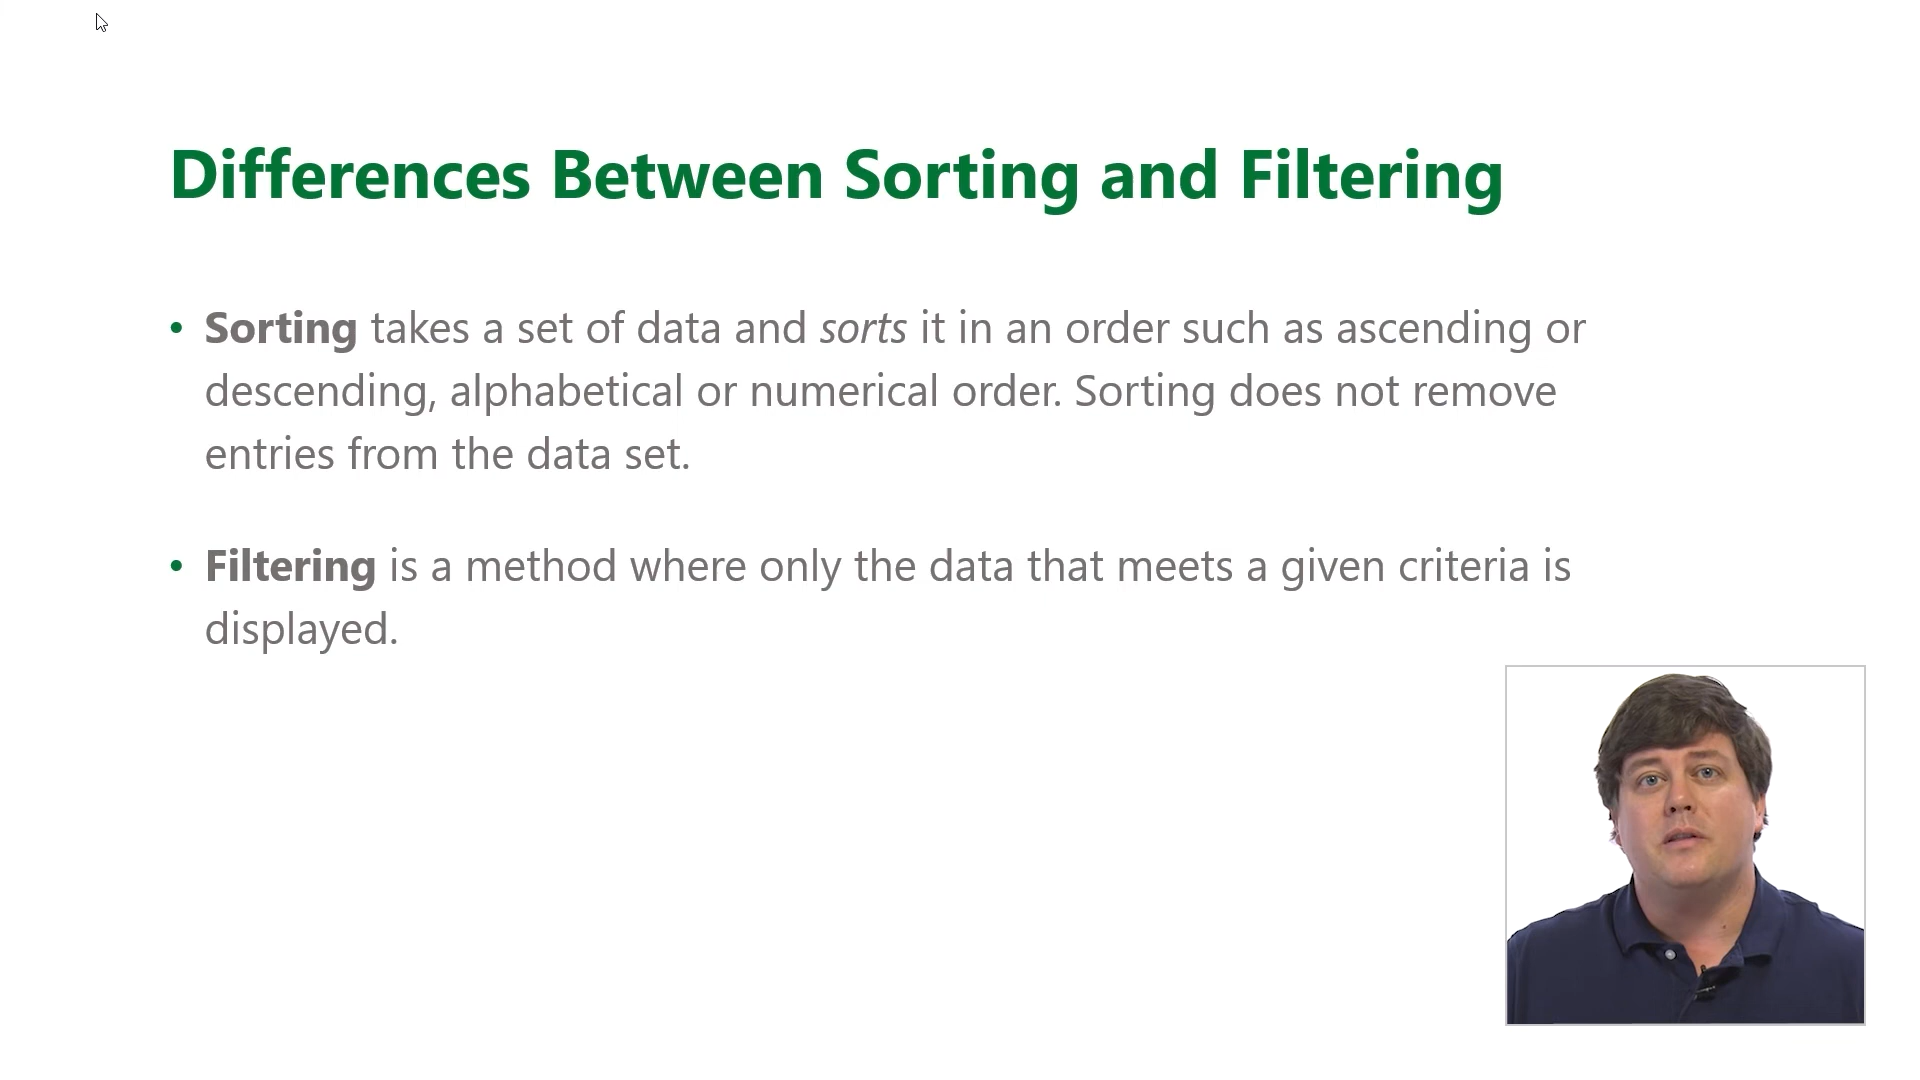 Differences Between Sorting and Filtering
• Sorting takes a set of data and sorts it in an order such as ascending or
descending, alphabetical or numerical order. Sorting does not remove
entries from the data set.
• Filtering is a method where only the data that meets a given criteria is
displayed.